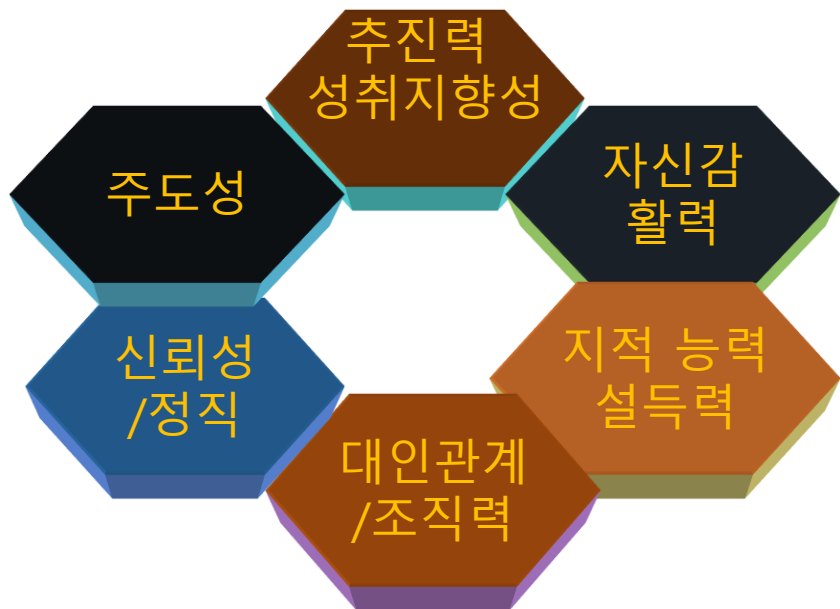 추진력
성취지향성
자신감
활력
지적 능력
설득력
대인관계
/조직력
신뢰성
/정직
주도성